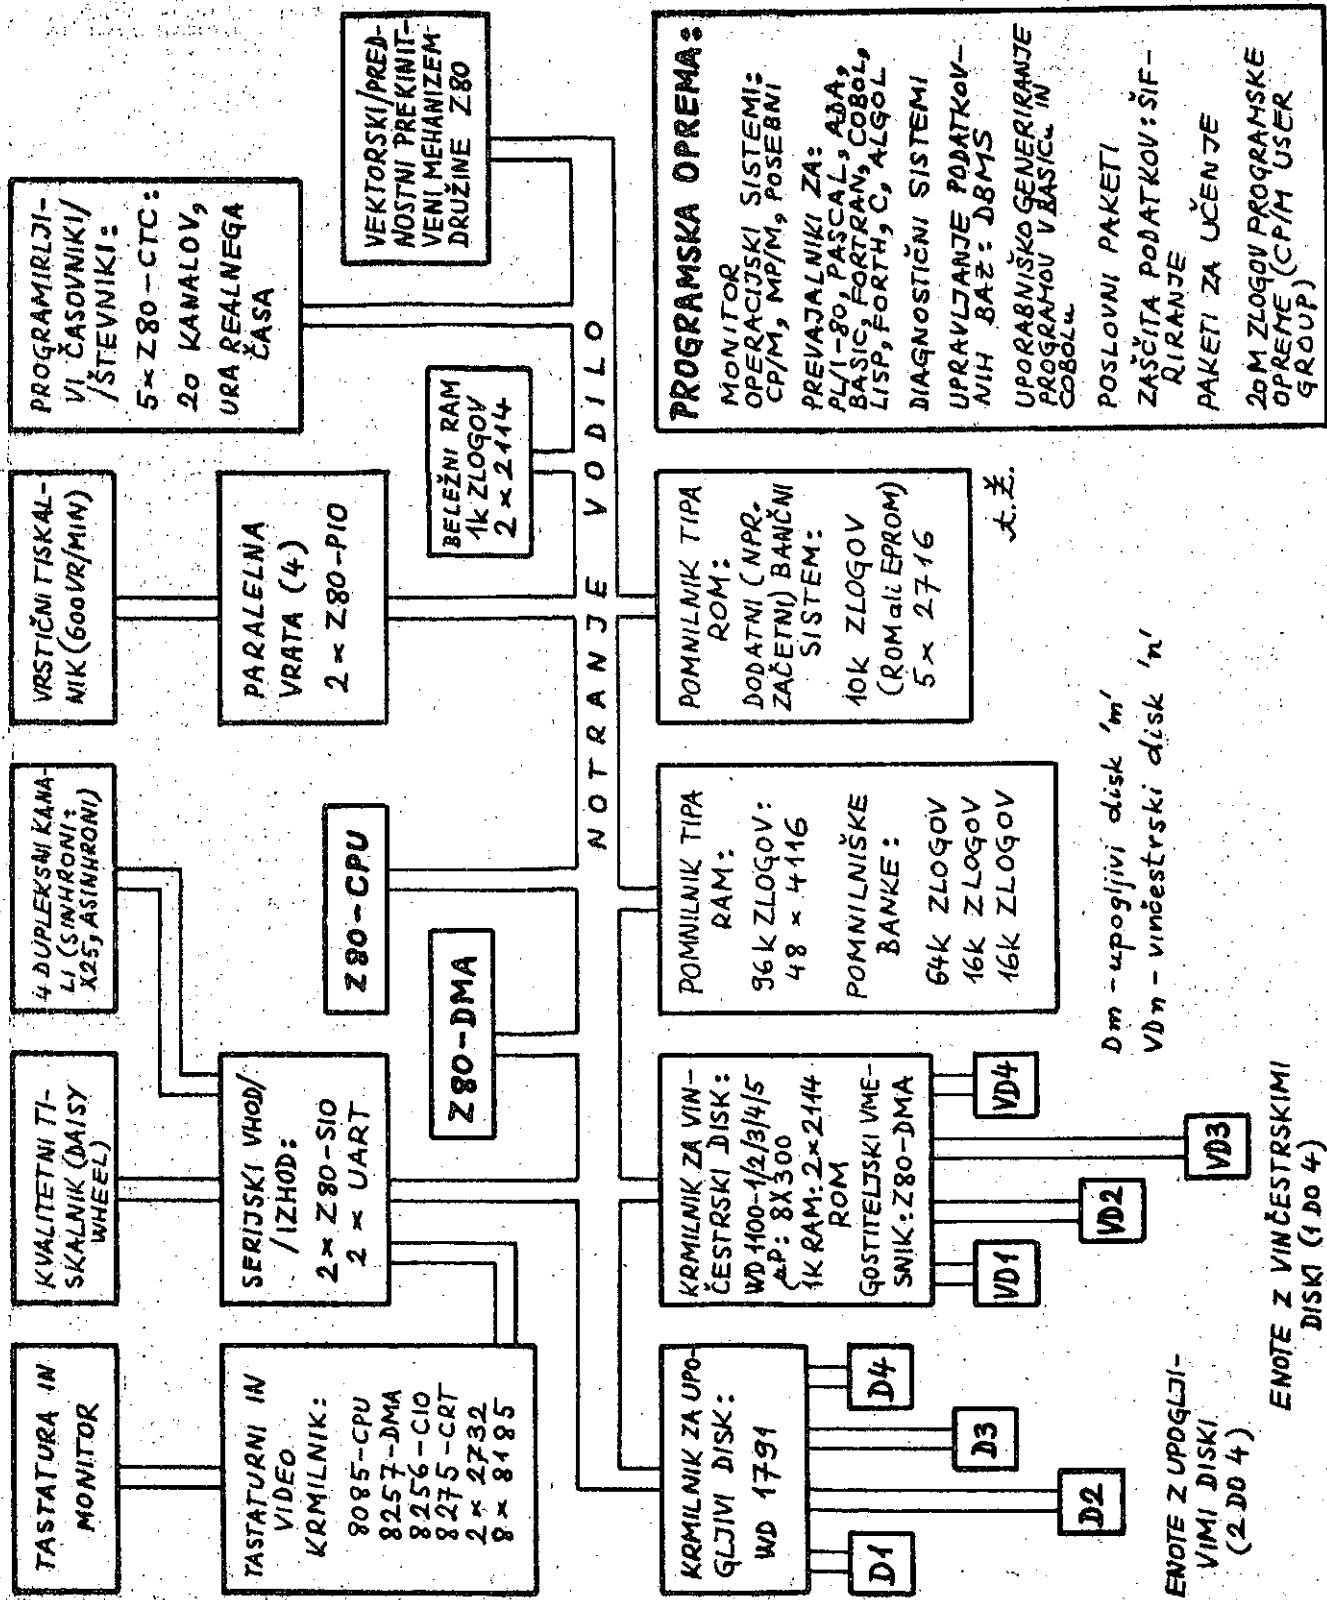 TASTATURA IN
MONITOR
KVALITETNI TI-
SKALNIK (DAISY
WHEEL)
4 DUPLEKSNI KANA-
LI (SINHRONI:
X25, ASINHRONI)
VRSTIČNI TISKAL-
NIK (600VR/MIN)
PROGRAMIRLJI-
VI ČASOVNIKI/
/ŠTEVNIKI:
5 × Z80-CTC:
20 KANALOV,
URA REALNEGA
ČASA
TASTATURNI IN
VIDEO
KRMILNIK:
8085-CPU
8257-DMA
8256-CIO
8275-CRT
2 × 2732
8 × 8185
SERIJSKI VHOD/
/IZHOD:
2 × Z80-SIO
2 × UART
Z80-CPU
Z80-DMA
PARALELNA
VRATA (4)
2 × Z80-PIO
BELEŽNI RAM
1K ZLOGOV
2 × 2114
VEKTORSKI/PRED-
NOSTNI PREKINIT-
VENI MEHANIZEM
DRUŽINE Z80
NOTRANJE VODILO
KRMILNIK ZA UPO-
GLJIVI DISK:
WD 1791
D1
D2
D3
D4
ENOTE Z UPOGLJI-
VIMI DISKI
(2 DO 4)
KRMILNIK ZA VIN-
ČESTRSKI DISK:
WD1100-1/2/3/4/5
μP: 8X300
1K RAM: 2×2114
ROM
GOSTITELJSKI VME-
SNIK: Z80-DMA
VD1
VD2
VD3
VD4
ENOTE Z VINČESTRSKIMI
DISKI (1 DO 4)
POMNILNIK TIPA
RAM:
96K ZLOGOV:
48 × 4116
POMNILNIŠKE
BANKE:
64K ZLOGOV
16K ZLOGOV
16K ZLOGOV
Dm - upogljivi disk 'm'
VDn - vinčestrski disk 'n'
POMNILNIK TIPA
ROM:
DODATNI (NPR.
ZAČETNI) BANČNI
SISTEM:
10K ZLOGOV
(ROM ali EPROM)
5 × 2716
A.Ž.
PROGRAMSKA OPREMA:
MONITOR
OPERACIJSKI SISTEMI:
CP/M, MP/M, POSEBNI
PREVAJALNIKI ZA:
PL/I-80, PASCAL, ADA,
BASIC, FORTRAN, COBOL,
LISP, FORTH, C, ALGOL
DIAGNOSTIČNI SISTEMI
UPRAVLJANJE PODATKOV-
NIH BAZ: DBMS
UPORABNIŠKO GENERIRANJE
PROGRAMOV V BASICu IN
COBOLu
POSLOVNI PAKETI
ZAŠČITA PODATKOV: ŠIF-
RIRANJE
PAKETI ZA UČENJE
20M ZLOGOV PROGRAMSKE
OPREME (CP/M USER
GROUP)